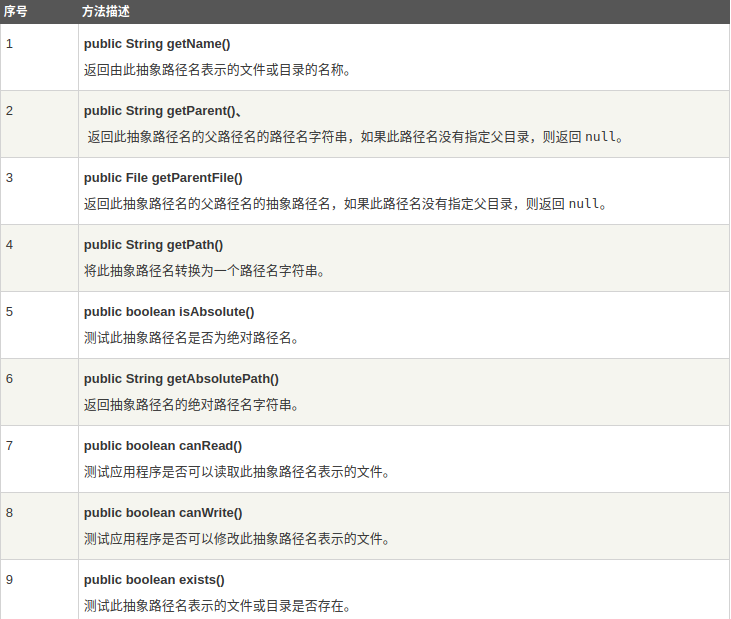 序号 方法描述
1 public String getName()
返回由此抽象路径名表示的文件或目录的名称。
2 public String getParent()、
返回此抽象路径名的父路径名的路径名字符串，如果此路径名没有指定父目录，则返回 null。
3 public File getParentFile()
返回此抽象路径名的父路径名的抽象路径名，如果此路径名没有指定父目录，则返回 null。
4 public String getPath()
将此抽象路径名转换为一个路径名字符串。
5 public boolean isAbsolute()
测试此抽象路径名是否为绝对路径名。
6 public String getAbsolutePath()
返回抽象路径名的绝对路径名字符串。
7 public boolean canRead()
测试应用程序是否可以读取此抽象路径名表示的文件。
8 public boolean canWrite()
测试应用程序是否可以修改此抽象路径名表示的文件。
9 public boolean exists()
测试此抽象路径名表示的文件或目录是否存在。